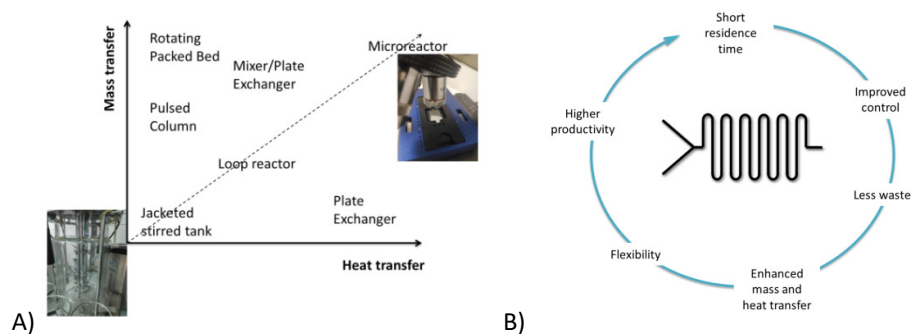 Mass transfer
Rotating
Packed Bed
Mixer/Plate
Exchanger
Microreactor
Pulsed
Column
Loop reactor
Jacketed
stirred tank
Plate
Exchanger
Heat transfer
A)
Short
residence
time
Improved
control
Less waste
Enhanced
mass and
heat transfer
Flexibility
Higher
productivity
B)